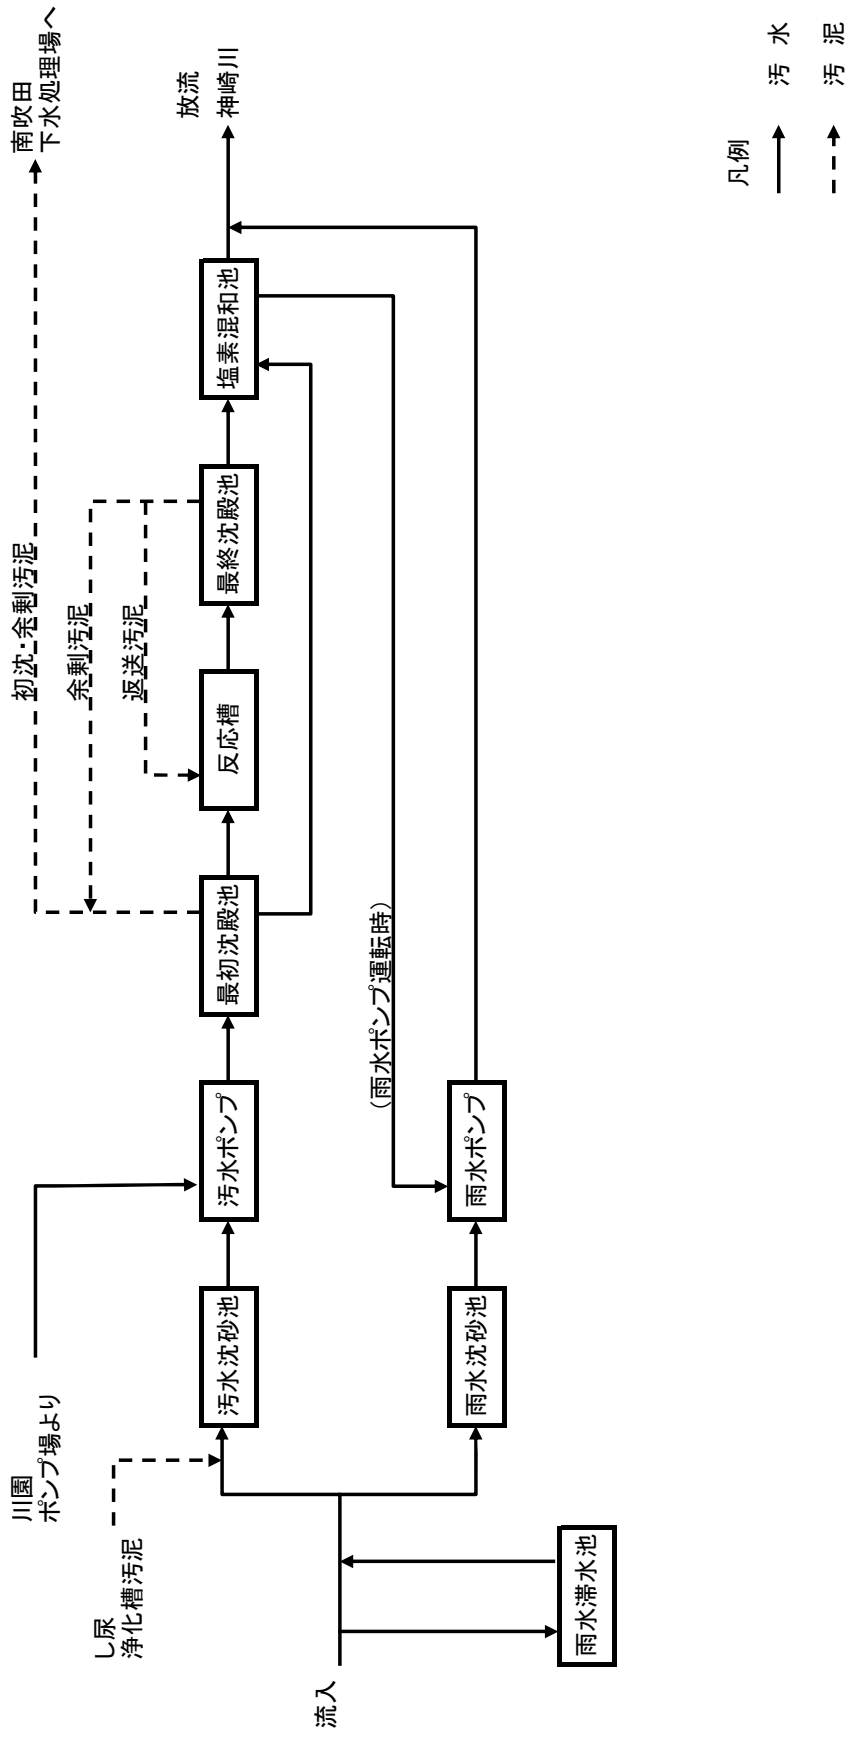 流入
雨水滞水池
し尿
浄化槽汚泥
川園
ポンプ場より
汚水沈砂池
雨水沈砂池
汚水ポンプ
雨水ポンプ
(雨水ポンプ運転時)
最初沈殿池
反応槽
最終沈殿池
塩素混和池
初沈・余剰汚泥
余剰汚泥
返送汚泥
南吹田
下水処理場へ
放流
神崎川
凡例
汚 水
汚 泥